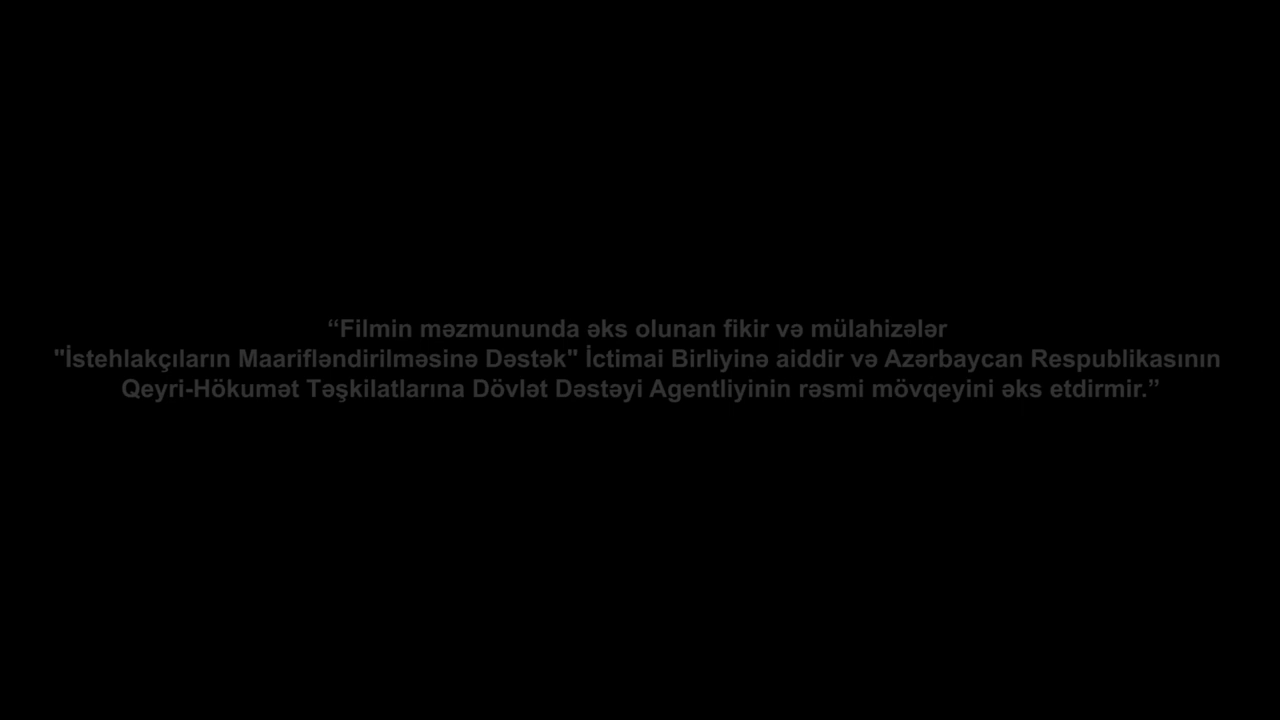 “Filmin məzmununda əks olunan fikir və mülahizələr
"İstehlakçıların Maarifləndirilməsinə Dəstək" İctimai Birliyinə aiddir və Azərbaycan Respublikasının
Qeyri-Hökumət Təşkilatlarına Dövlət Dəstəyi Agentliyinin rəsmi mövqeyini əks etdirmir.”